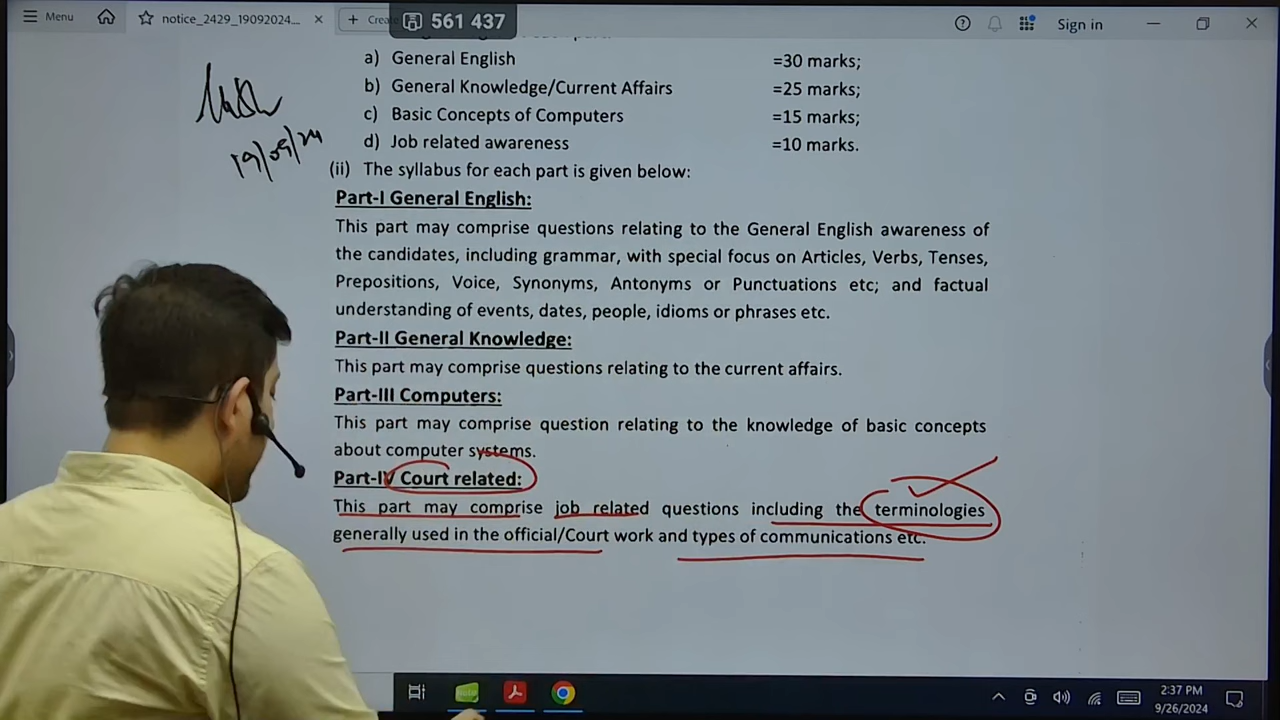 Menu
notice_2429_19092024...
561 437
Sign in
a) General English =30 marks;
b) General Knowledge/Current Affairs =25 marks;
c) Basic Concepts of Computers =15 marks;
d) Job related awareness =10 marks.
19/09/24
(ii) The syllabus for each part is given below:
Part-I General English:
This part may comprise questions relating to the General English awareness of
the candidates, including grammar, with special focus on Articles, Verbs, Tenses,
Prepositions, Voice, Synonyms, Antonyms or Punctuations etc; and factual
understanding of events, dates, people, idioms or phrases etc.
Part-II General Knowledge:
This part may comprise questions relating to the current affairs.
Part-III Computers:
This part may comprise question relating to the knowledge of basic concepts
about computer systems.
Part-IV Court related:
This part may comprise job related questions including the terminologies
generally used in the official/Court work and types of communications etc.
2:37 PM
9/26/2024